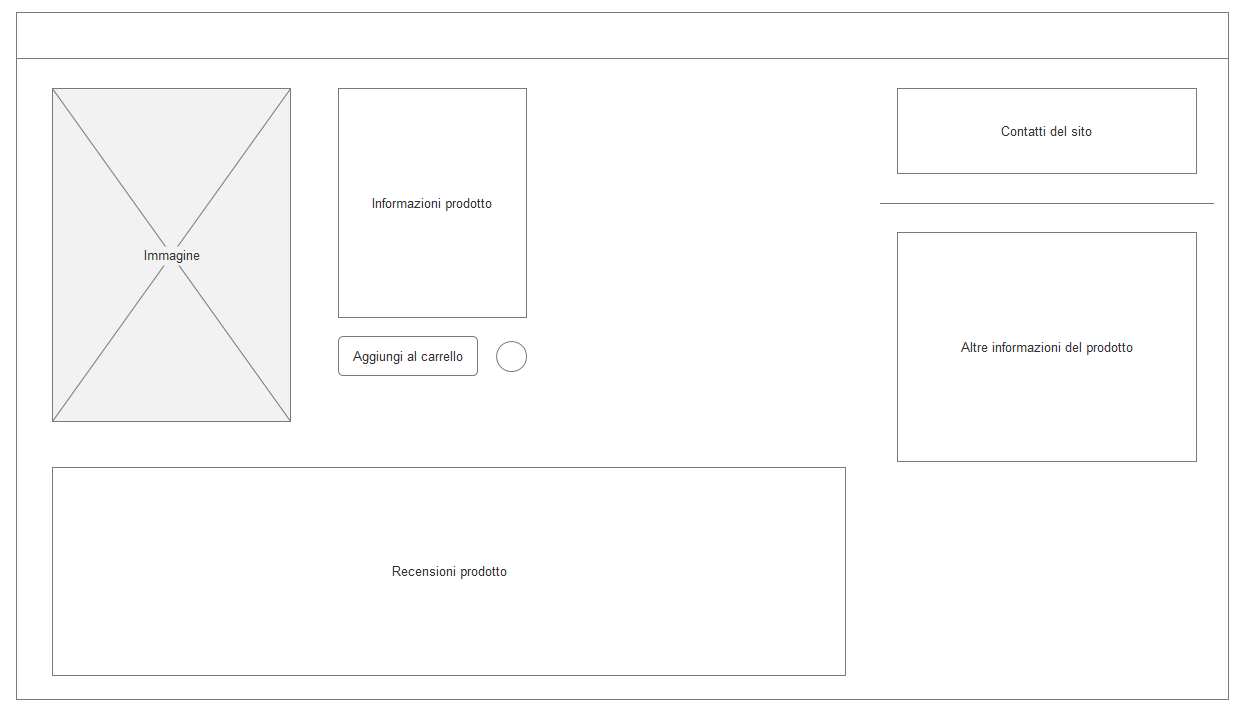 Immagine
Informazioni prodotto
Aggiungi al carrello
Contatti del sito
Altre informazioni del prodotto
Recensioni prodotto